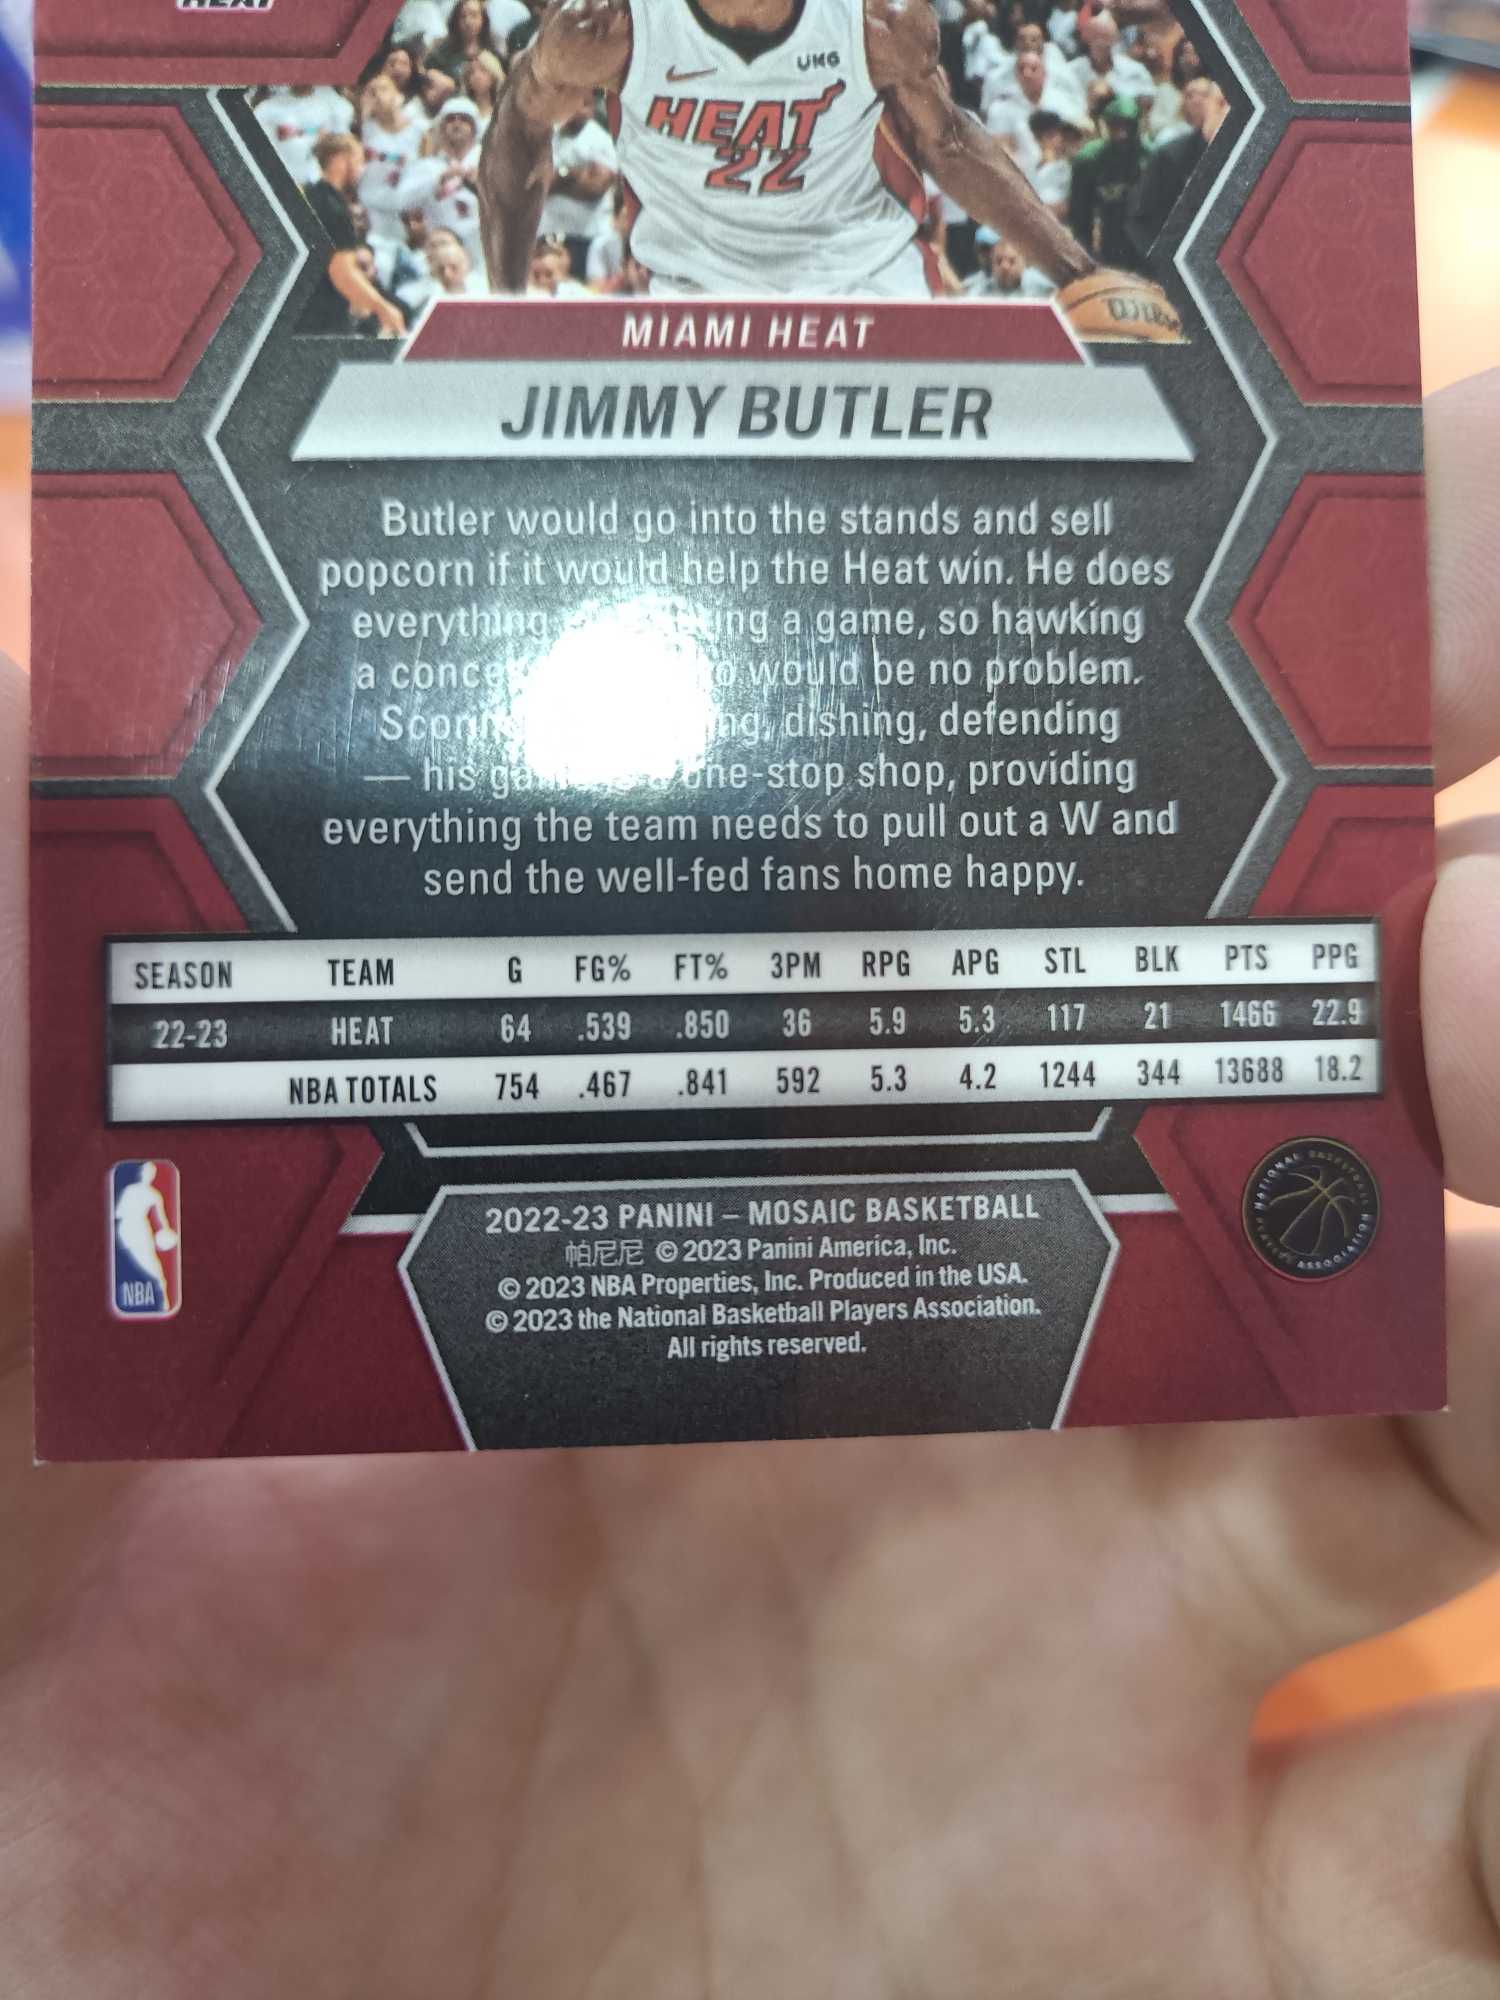 HEAT
UKG
HEAT
22
MIAMI HEAT
JIMMY BUTLER
Butler would go into the stands and sell
popcorn if it would help the Heat win. He does
everything a game, so hawking
a would be no problem.
dishing, defending
— his one-stop shop, providing
everything the team needs to pull out a W and
send the well-fed fans home happy.
SEASON TEAM G FG% FT% 3PM RPG APG STL BLK PTS PPG
22-23 HEAT 64 .539 .850 36 5.9 5.3 117 21 1466 22.9
NBA TOTALS 754 .467 .841 592 5.3 4.2 1244 344 13688 18.2
NBA
NATIONAL BASKETBALL PLAYERS ASSOCIATION
2022-23 PANINI – MOSAIC BASKETBALL
帕尼尼 © 2023 Panini America, Inc.
© 2023 NBA Properties, Inc. Produced in the USA.
© 2023 the National Basketball Players Association.
All rights reserved.